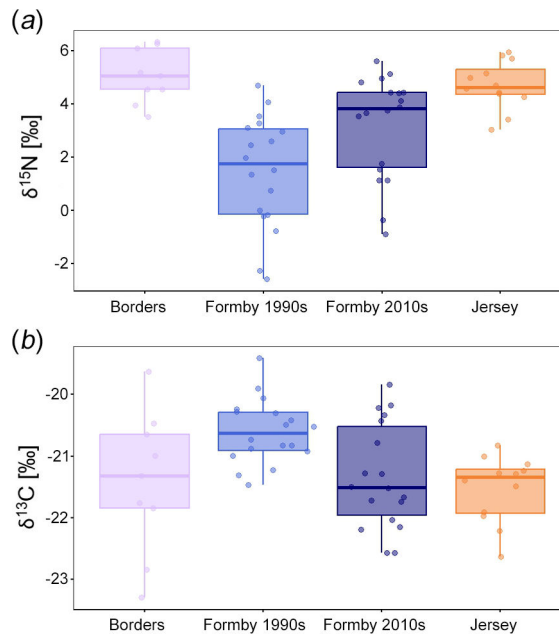 (a)
δ15N [‰]
6
4
2
0
-2
Borders Formby 1990s Formby 2010s Jersey
(b)
δ13C [‰]
-20
-21
-22
-23
Borders Formby 1990s Formby 2010s Jersey